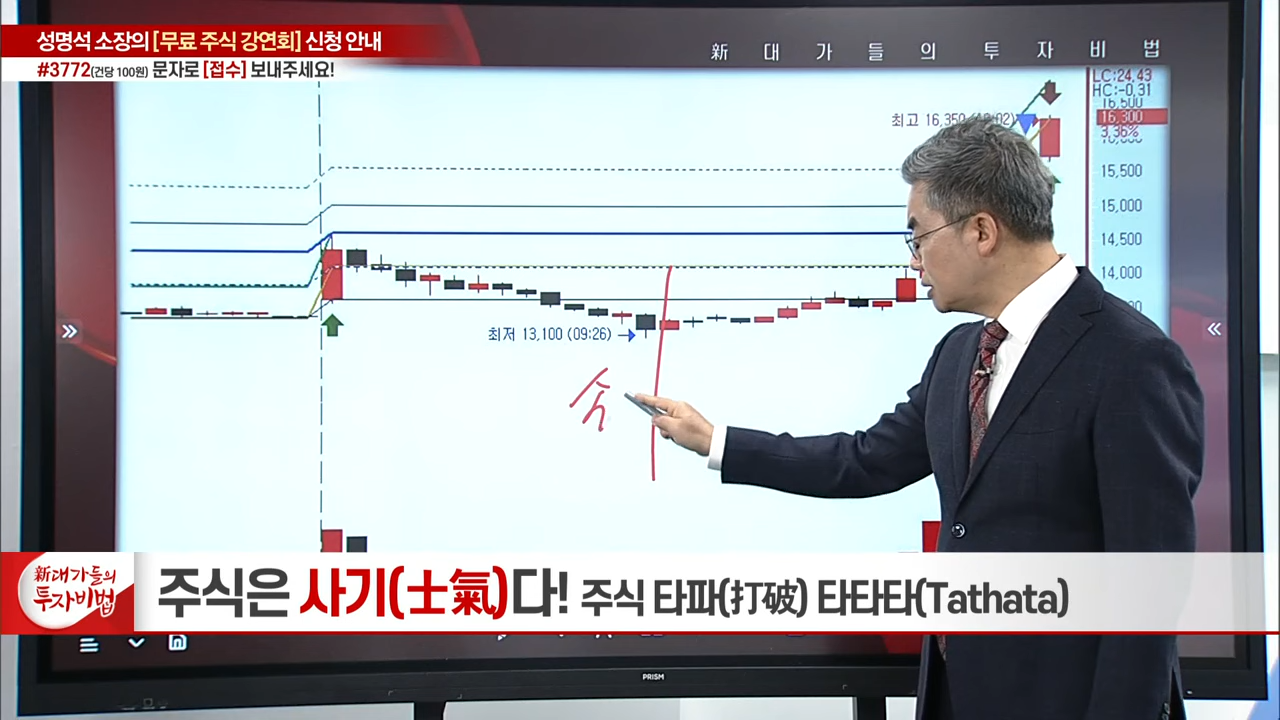 성명석 소장의 [무료 주식 강연회] 신청 안내
#3772(건당 100원) 문자로 [접수] 보내주세요!
新 대가들의 투자비법
LC:24.43
HC:-0.31
16,500
최고 16,350
16,300
3.36%
15,500
15,000
14,500
14,000
최저 13,100 (09:26)
新대가들의
투자비법
주식은 사기(士氣)다! 주식 타파(打破) 타타타(Tathata)
PRISM